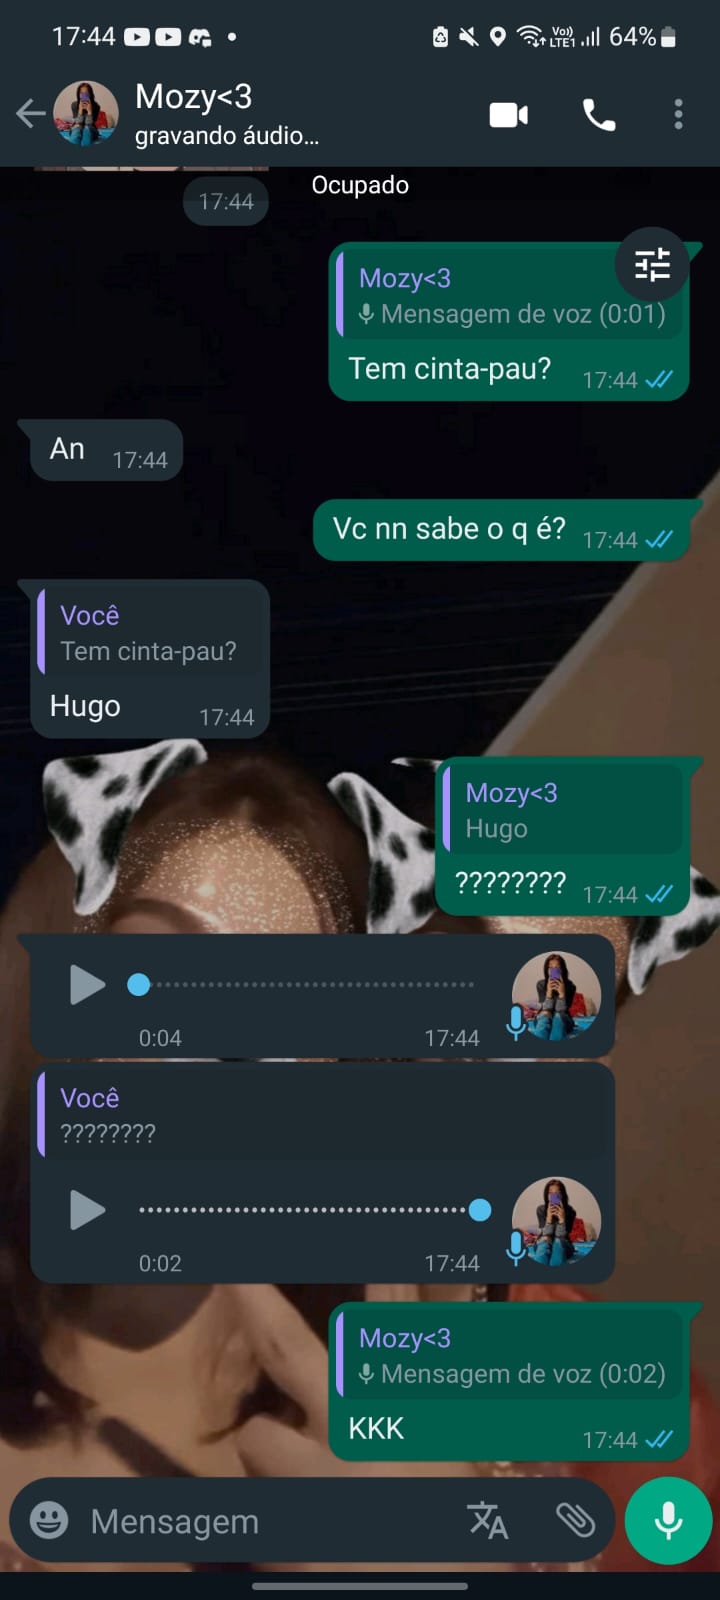 17:44
Vo))
LTE1
64%
Mozy<3
gravando áudio...
Ocupado
17:44
Mozy<3
Mensagem de voz (0:01)
Tem cinta-pau?
17:44
An
17:44
Vc nn sabe o q é?
17:44
Você
Tem cinta-pau?
Hugo
17:44
Mozy<3
Hugo
????????
17:44
0:04
17:44
Você
????????
0:02
17:44
Mozy<3
Mensagem de voz (0:02)
KKK
17:44
Mensagem